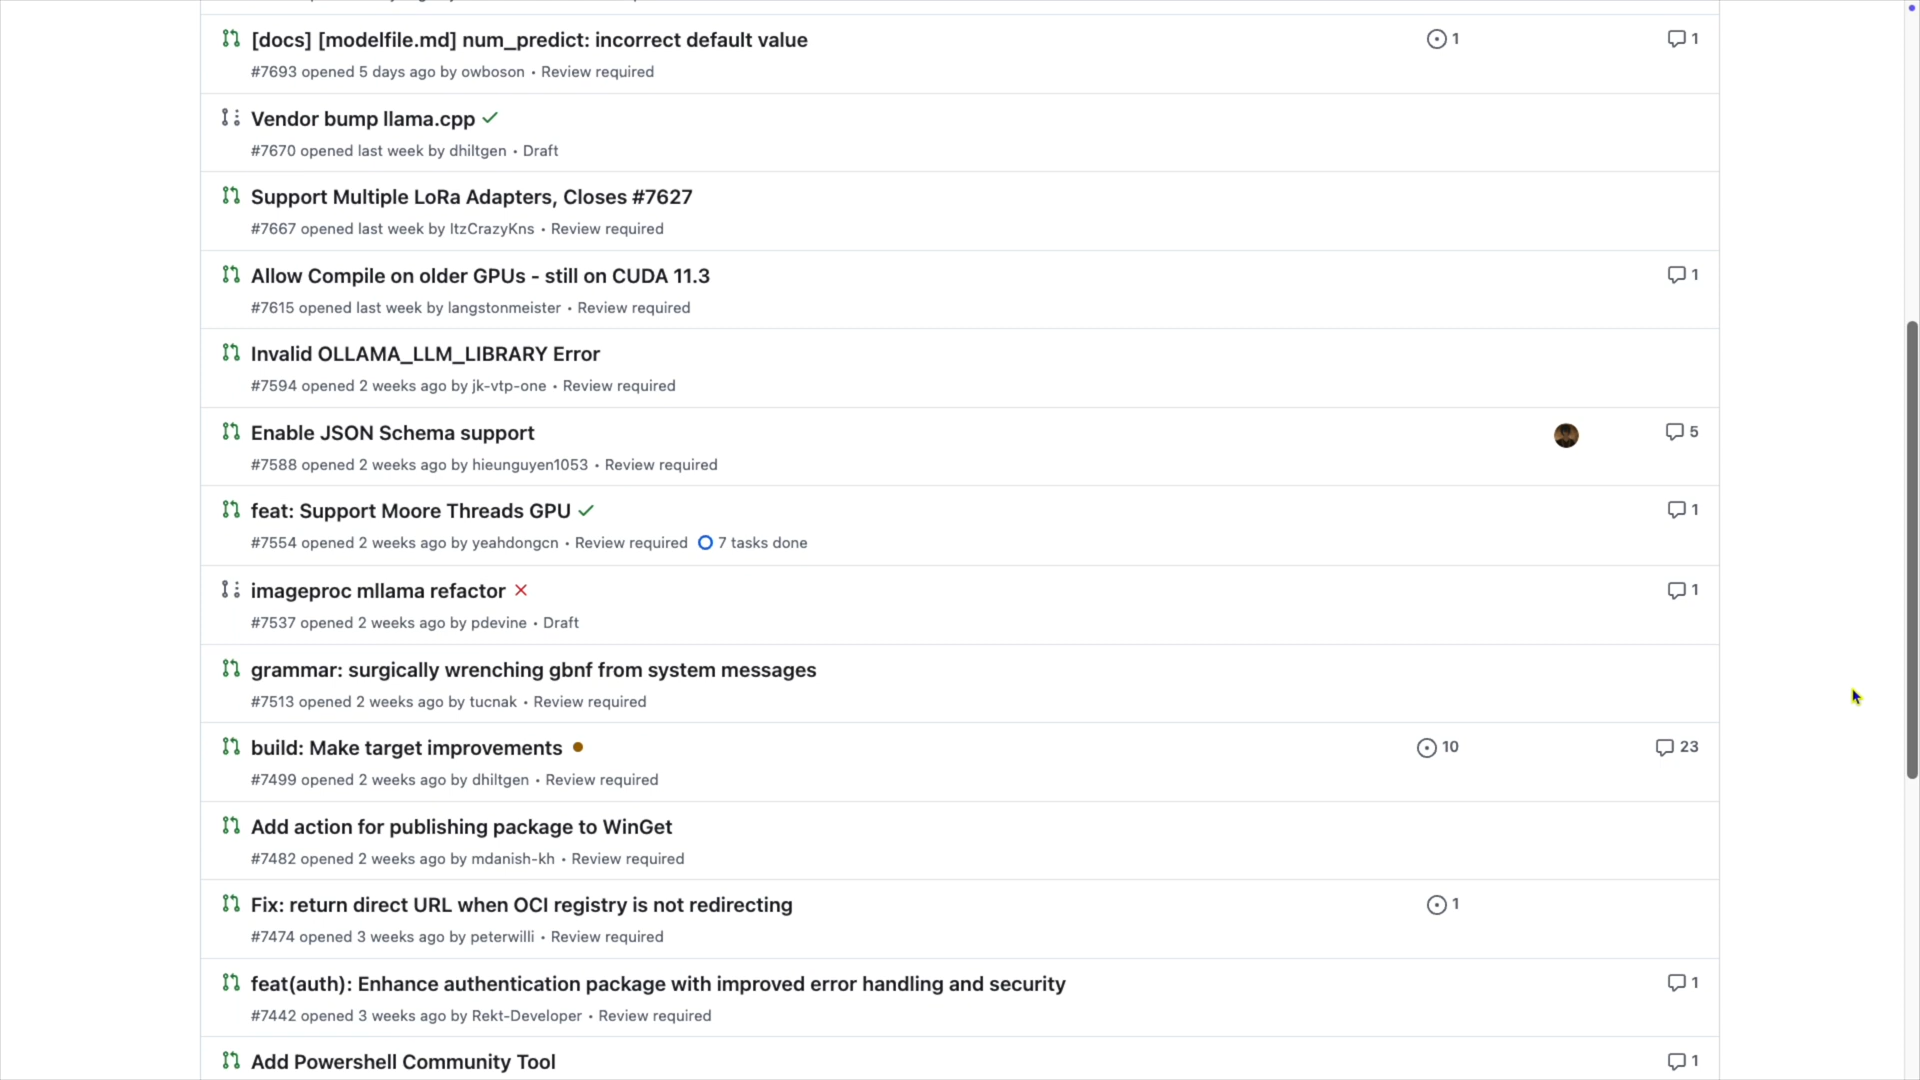 [docs] [modelfile.md] num_predict: incorrect default value
1
1
#7693 opened 5 days ago by owboson • Review required
Vendor bump llama.cpp
#7670 opened last week by dhiltgen • Draft
Support Multiple LoRa Adapters, Closes #7627
#7667 opened last week by ItzCrazyKns • Review required
Allow Compile on older GPUs - still on CUDA 11.3
1
#7615 opened last week by langstonmeister • Review required
Invalid OLLAMA_LLM_LIBRARY Error
#7594 opened 2 weeks ago by jk-vtp-one • Review required
Enable JSON Schema support
5
#7588 opened 2 weeks ago by hieunguyen1053 • Review required
feat: Support Moore Threads GPU
1
#7554 opened 2 weeks ago by yeahdongcn • Review required 7 tasks done
imageproc mllama refactor
1
#7537 opened 2 weeks ago by pdevine • Draft
grammar: surgically wrenching gbnf from system messages
#7513 opened 2 weeks ago by tucnak • Review required
build: Make target improvements
10
23
#7499 opened 2 weeks ago by dhiltgen • Review required
Add action for publishing package to WinGet
#7482 opened 2 weeks ago by mdanish-kh • Review required
Fix: return direct URL when OCI registry is not redirecting
1
#7474 opened 3 weeks ago by peterwilli • Review required
feat(auth): Enhance authentication package with improved error handling and security
1
#7442 opened 3 weeks ago by Rekt-Developer • Review required
Add Powershell Community Tool
1